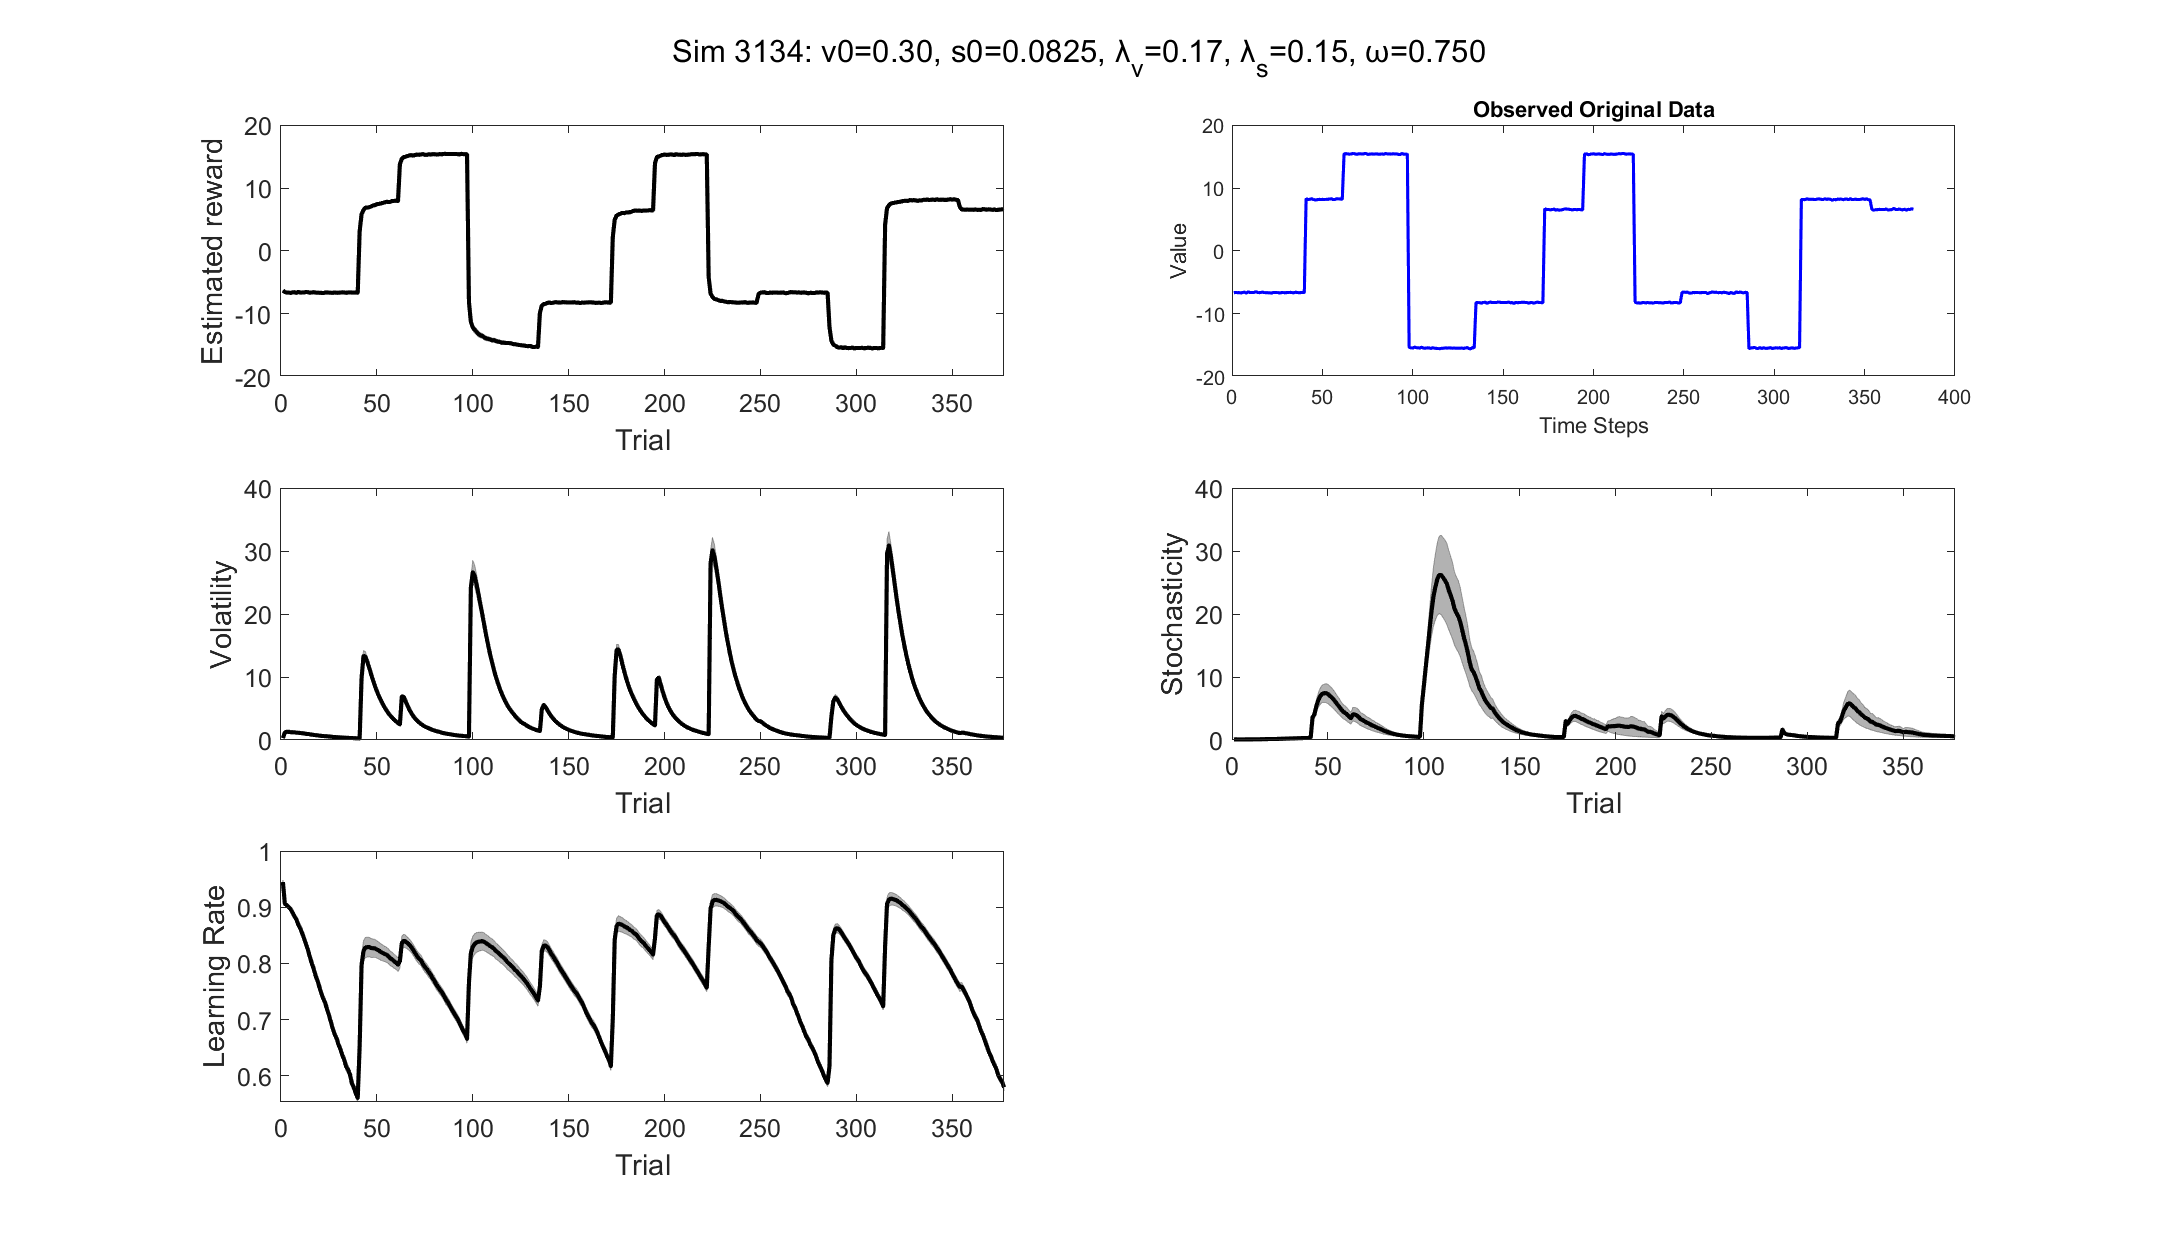 Sim 3134: v0=0.30, s0=0.0825, λ_v=0.17, λ_s=0.15, ω=0.750
20
10
0
-10
-20
Estimated reward
0 50 100 150 200 250 300 350
Trial
Observed Original Data
20
10
0
-10
-20
Value
0 50 100 150 200 250 300 350 400
Time Steps
40
30
20
10
0
Volatility
0 50 100 150 200 250 300 350
Trial
40
30
20
10
0
Stochasticity
0 50 100 150 200 250 300 350
Trial
1
0.9
0.8
0.7
0.6
Learning Rate
0 50 100 150 200 250 300 350
Trial